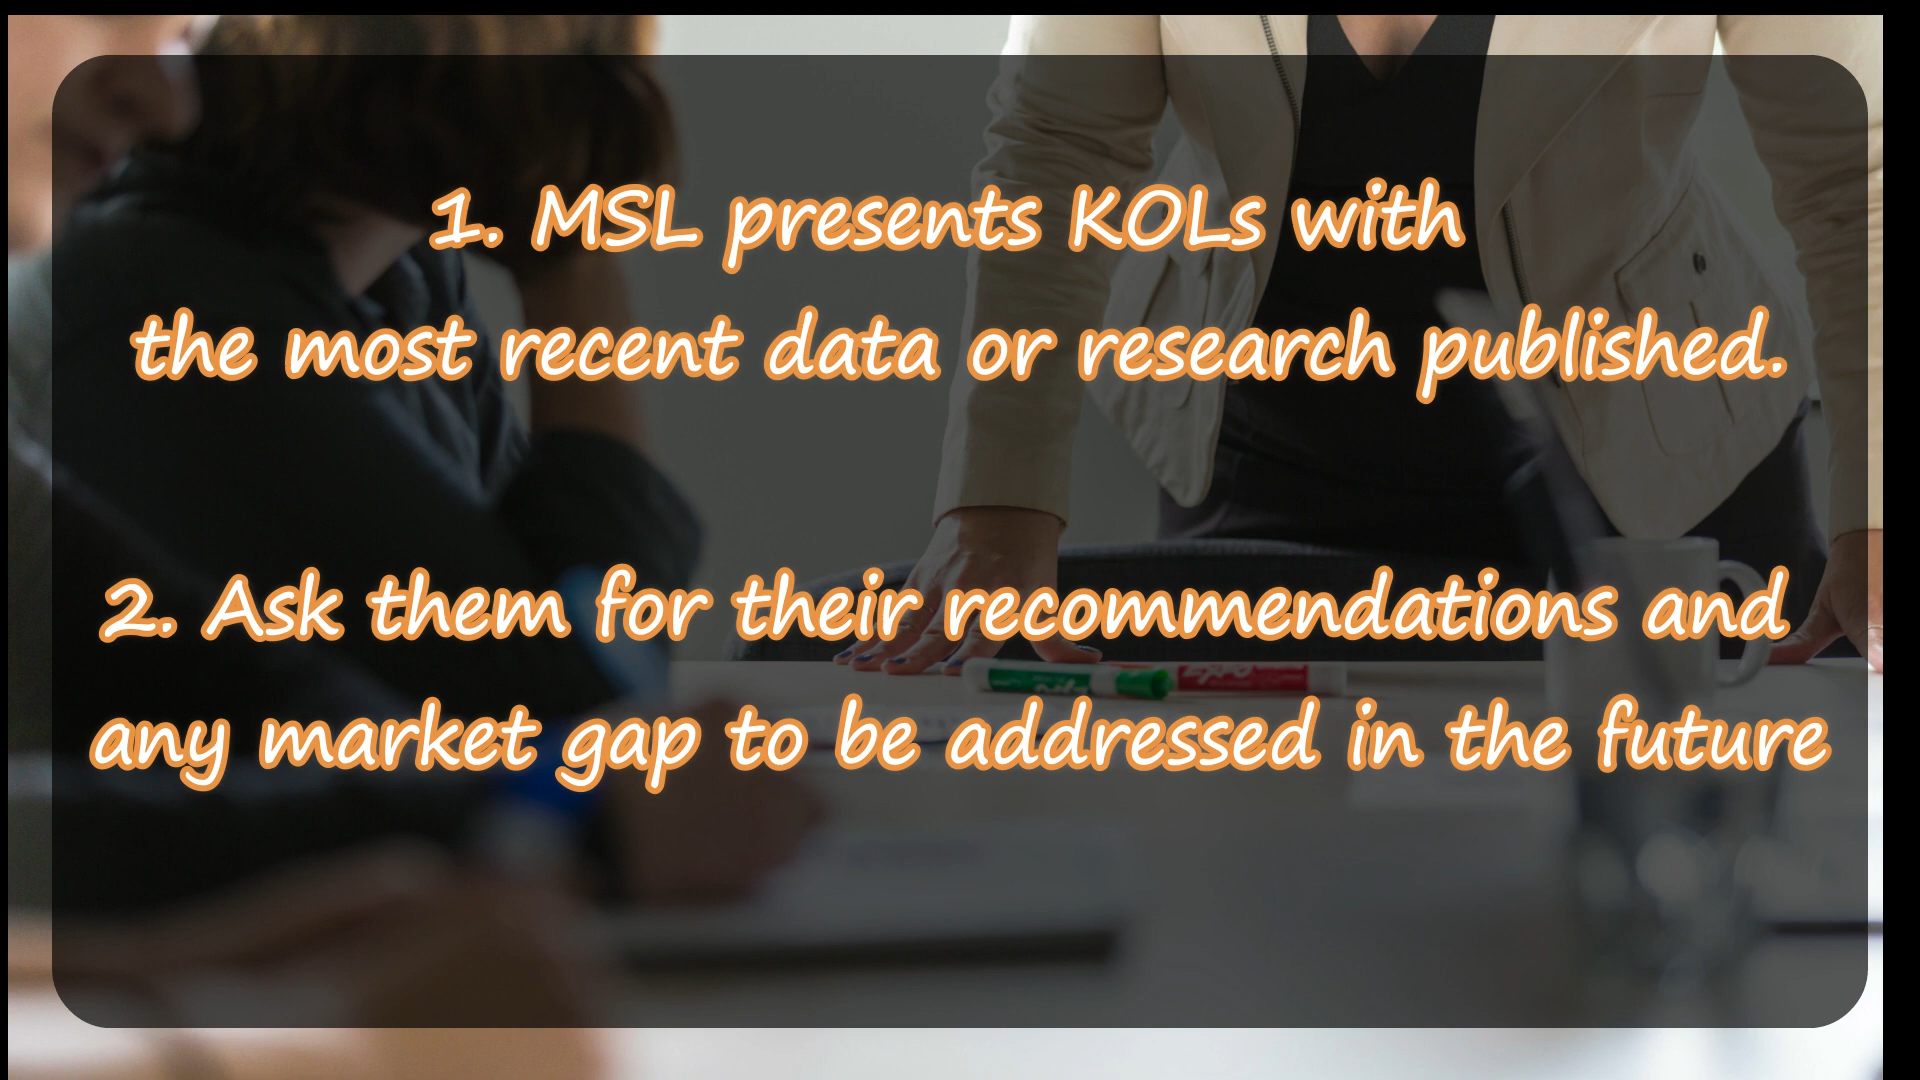 1. MSL presents KOLs with
the most recent data or research published.
2. Ask them for their recommendations and
any market gap to be addressed in the future
EXPO